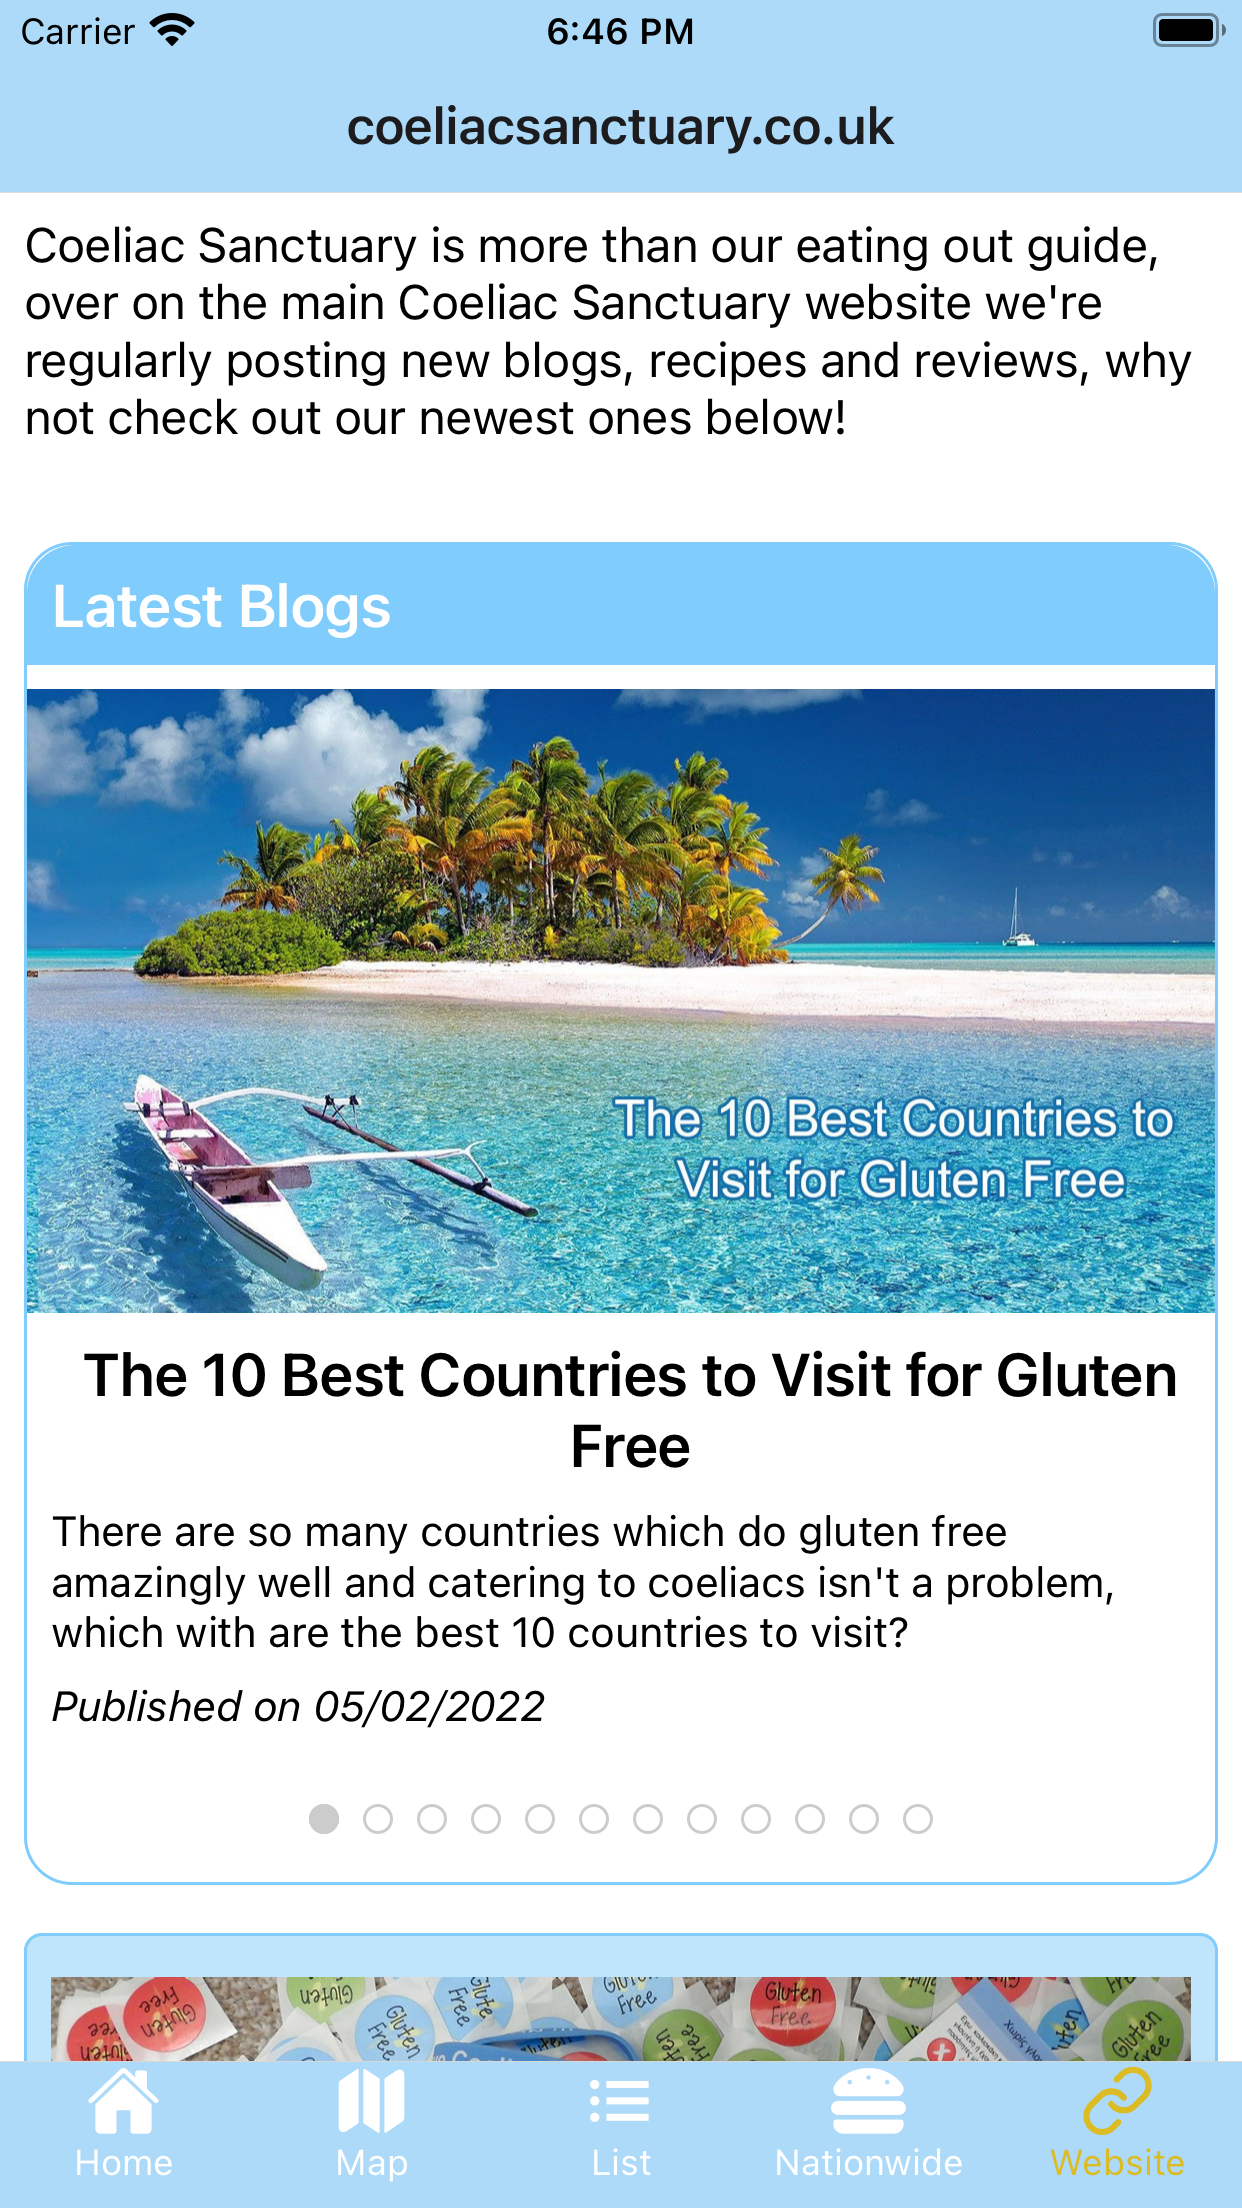 Carrier
6:46 PM
coeliacsanctuary.co.uk
Coeliac Sanctuary is more than our eating out guide,
over on the main Coeliac Sanctuary website we're
regularly posting new blogs, recipes and reviews, why
not check out our newest ones below!
Latest Blogs
The 10 Best Countries to
Visit for Gluten Free
The 10 Best Countries to Visit for Gluten
Free
There are so many countries which do gluten free
amazingly well and catering to coeliacs isn't a problem,
which with are the best 10 countries to visit?
Published on 05/02/2022
Gluten
Free
Gluten
Free
Gluten
Free
Gluten
Free
Home
Map
List
Nationwide
Website